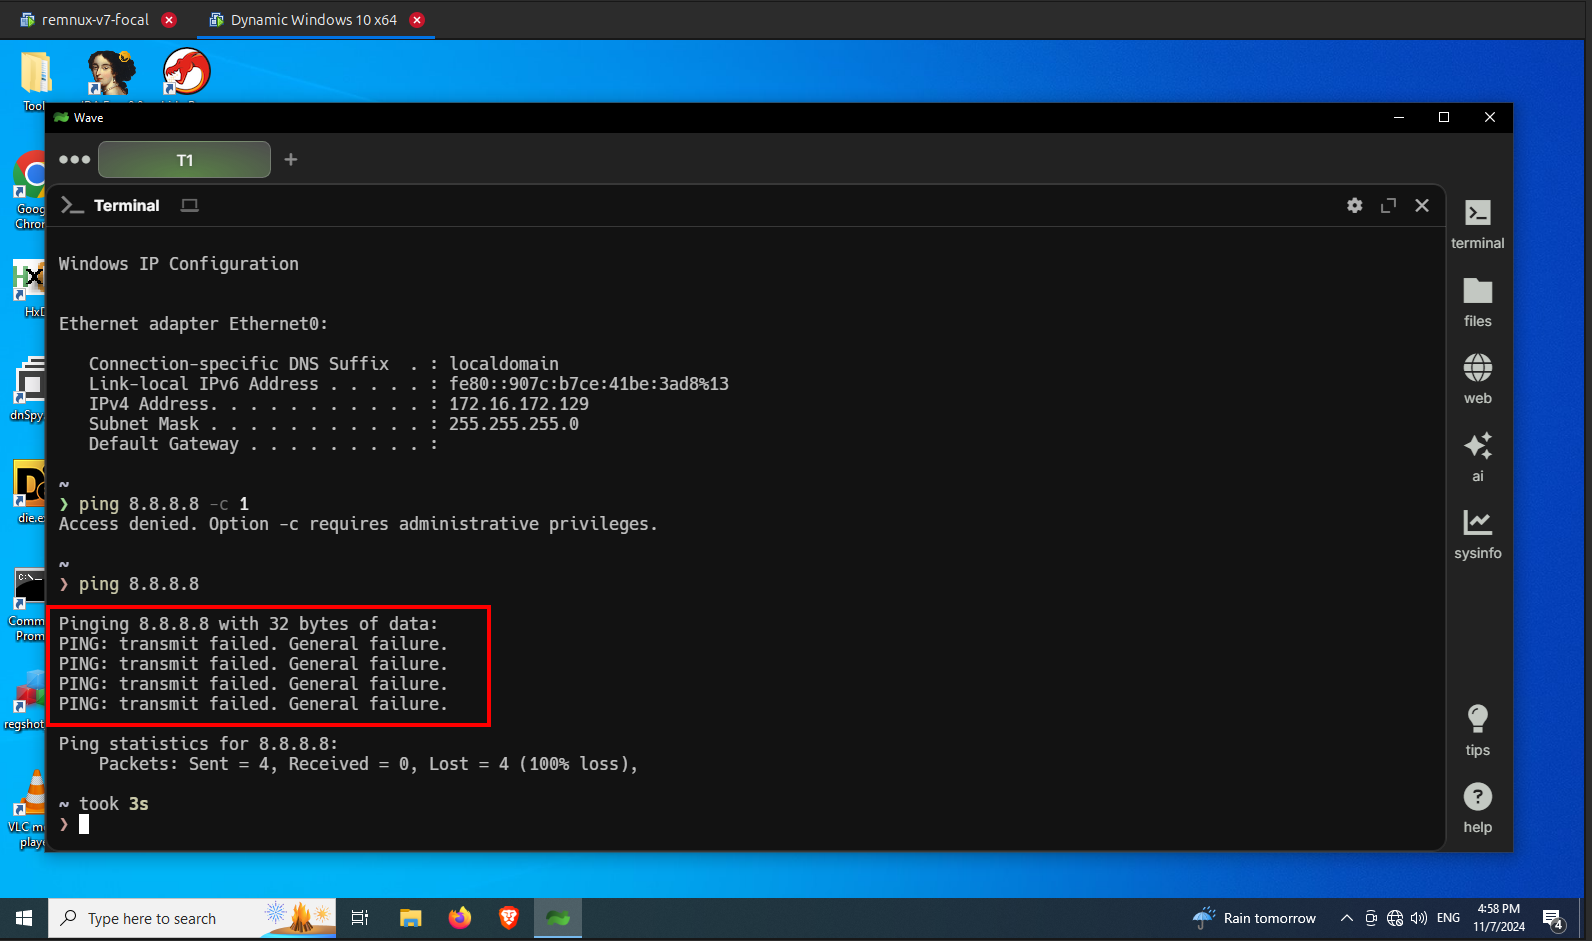 remnux-v7-focal
Dynamic Windows 10 x64
Wave
T1
Terminal
Windows IP Configuration
Ethernet adapter Ethernet0:
Connection-specific DNS Suffix . : localdomain
Link-local IPv6 Address . . . . . : fe80::907c:b7ce:41be:3ad8%13
IPv4 Address. . . . . . . . . . . : 172.16.172.129
Subnet Mask . . . . . . . . . . . : 255.255.255.0
Default Gateway . . . . . . . . . :
~
❯ ping 8.8.8.8 -c 1
Access denied. Option -c requires administrative privileges.
~
❯ ping 8.8.8.8
Pinging 8.8.8.8 with 32 bytes of data:
PING: transmit failed. General failure.
PING: transmit failed. General failure.
PING: transmit failed. General failure.
PING: transmit failed. General failure.
Ping statistics for 8.8.8.8:
Packets: Sent = 4, Received = 0, Lost = 4 (100% loss),
~ took 3s
❯
terminal
files
web
ai
sysinfo
tips
help
Tool
Goog
Chron
HxD
dnSpy
die.ex
Comm
Prom
regshot
VLC m
playe
Type here to search
Rain tomorrow
ENG
4:58 PM
11/7/2024
4